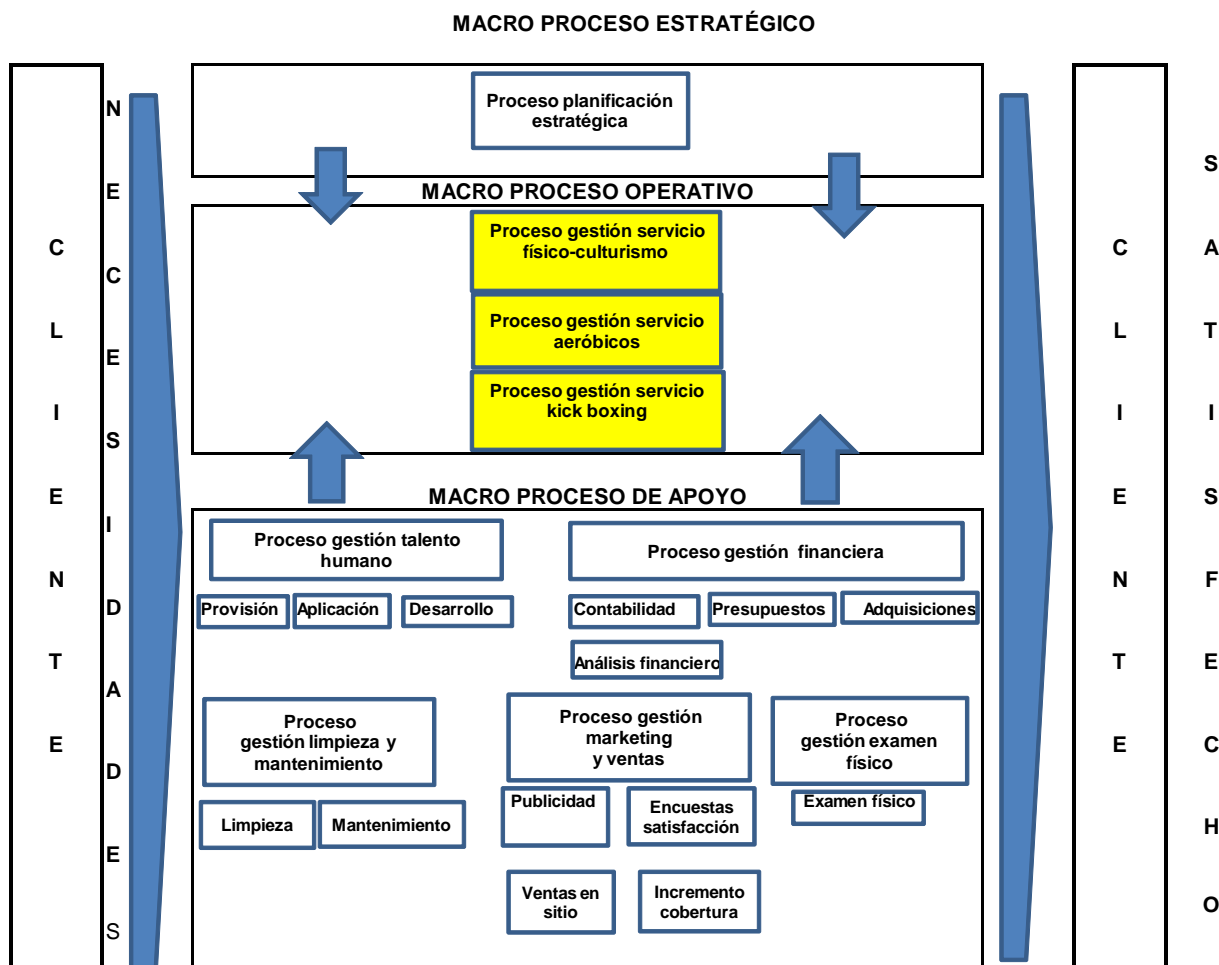 MACRO PROCESO ESTRATÉGICO
CLIENTE
NECESIDADES
Proceso planificación
estratégica
MACRO PROCESO OPERATIVO
Proceso gestión servicio
físico-culturismo
Proceso gestión servicio
aeróbicos
Proceso gestión servicio
kick boxing
MACRO PROCESO DE APOYO
Proceso gestión talento
humano
Proceso gestión financiera
Provisión
Aplicación
Desarrollo
Contabilidad
Presupuestos
Adquisiciones
Análisis financiero
Proceso
gestión limpieza y
mantenimiento
Proceso gestión
marketing
y ventas
Proceso
gestión examen
físico
Limpieza
Mantenimiento
Publicidad
Encuestas
satisfacción
Examen físico
Ventas en
sitio
Incremento
cobertura
CLIENTE
SATISFECHO